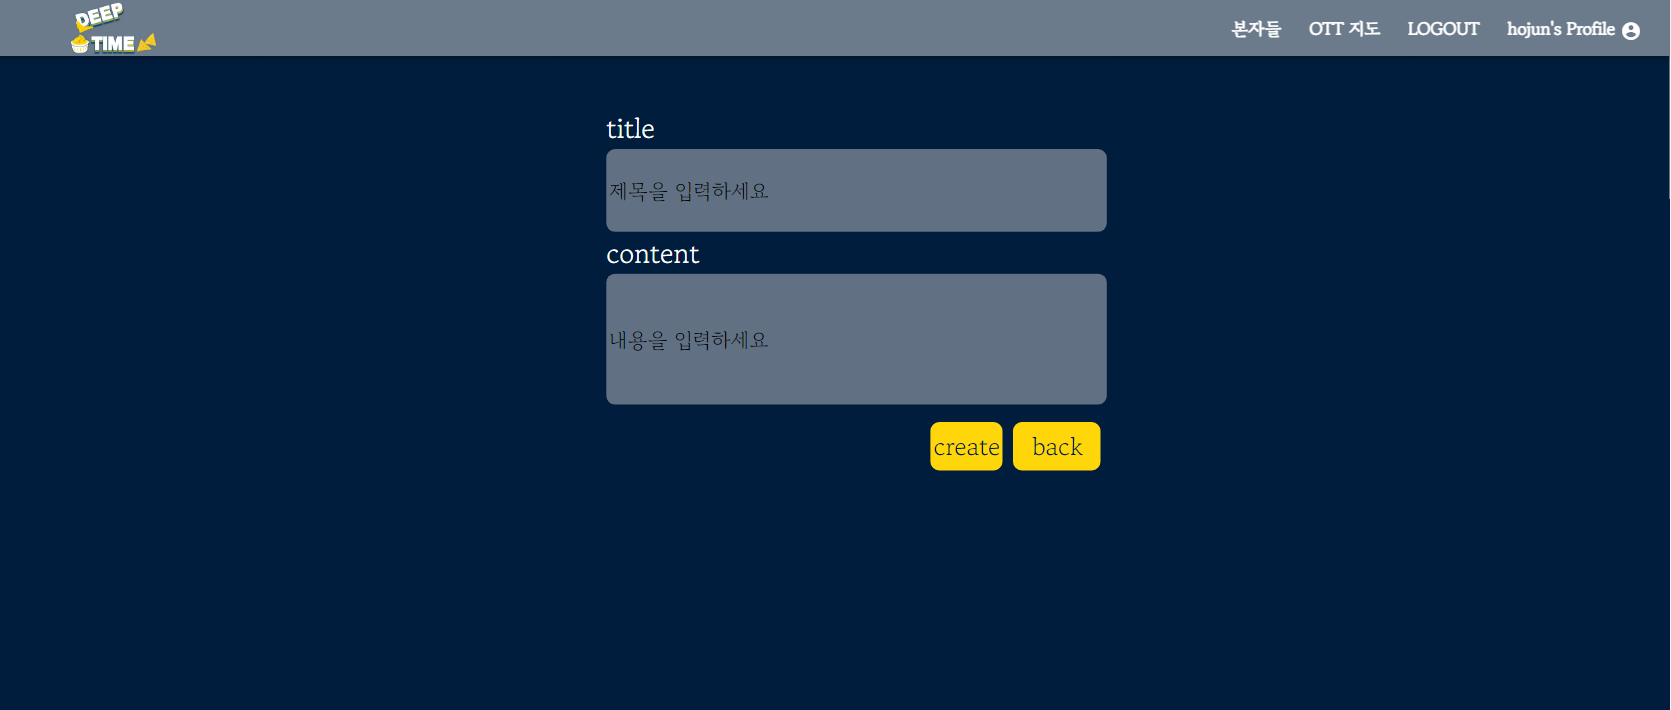 DEEP
TIME
본자들 OTT 지도 LOGOUT hojun's Profile
title
제목을 입력하세요
content
내용을 입력하세요
create back